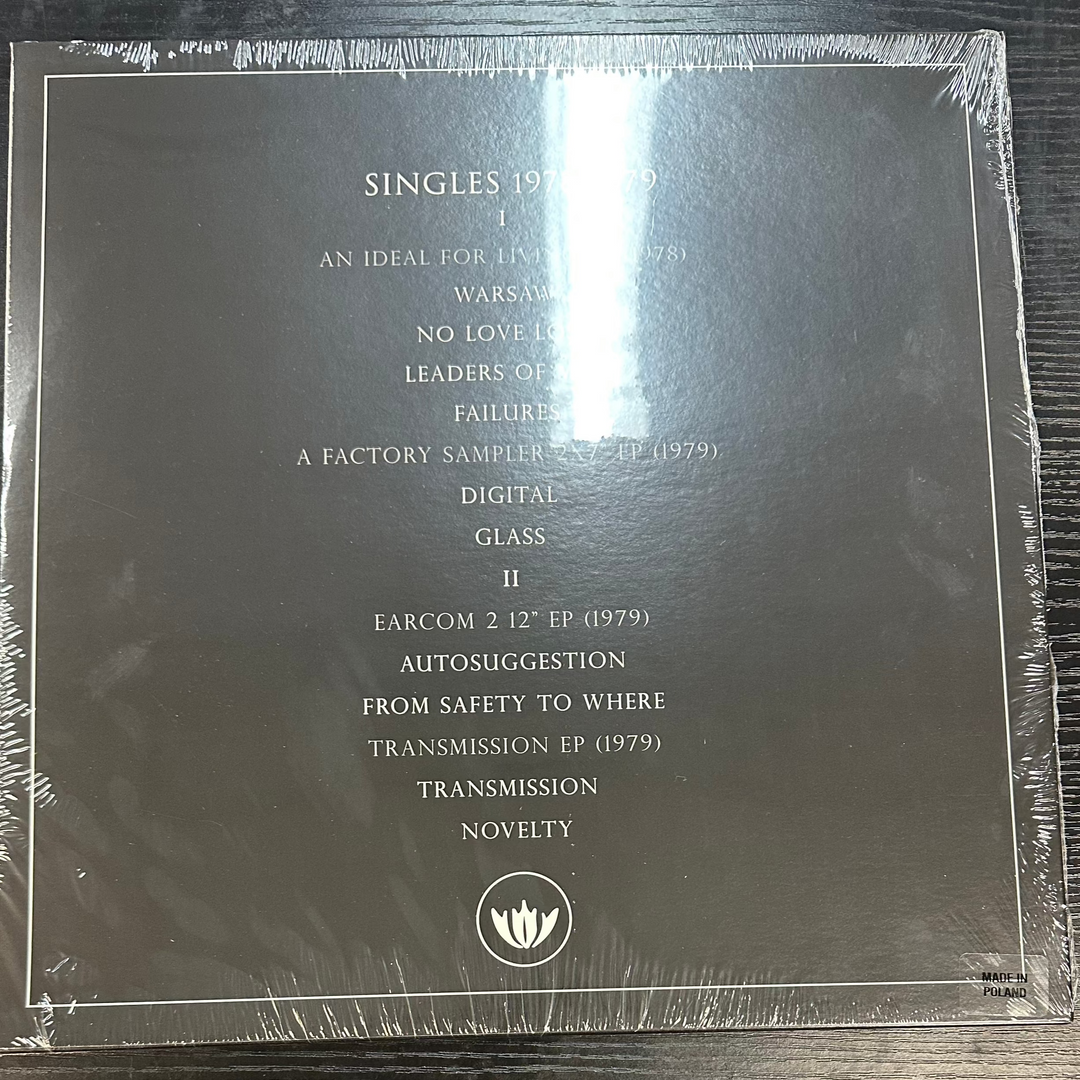 SINGLES
I
AN IDEAL FOR
WARSAW
NO LOVE
LEADERS OF
FAILURES
A FACTORY SAMPLER 2X7" EP (1979)
DIGITAL
GLASS
II
EARCOM 2 12” EP (1979)
AUTOSUGGESTION
FROM SAFETY TO WHERE
TRANSMISSION EP (1979)
TRANSMISSION
NOVELTY
MADE IN
POLAND